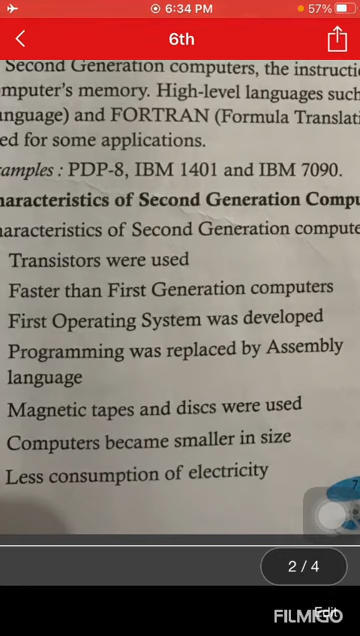 6:34 PM
57%
6th
Second Generation computers, the instructi
mputer's memory. High-level languages such
nguage) and FORTRAN (Formula Translati
ed for some applications.
amples : PDP-8, IBM 1401 and IBM 7090.
haracteristics of Second Generation Compu
haracteristics of Second Generation compute
Transistors were used
Faster than First Generation computers
First Operating System was developed
Programming was replaced by Assembly
language
Magnetic tapes and discs were used
Computers became smaller in size
Less consumption of electricity
7
2 / 4
Edit
FILMIGO